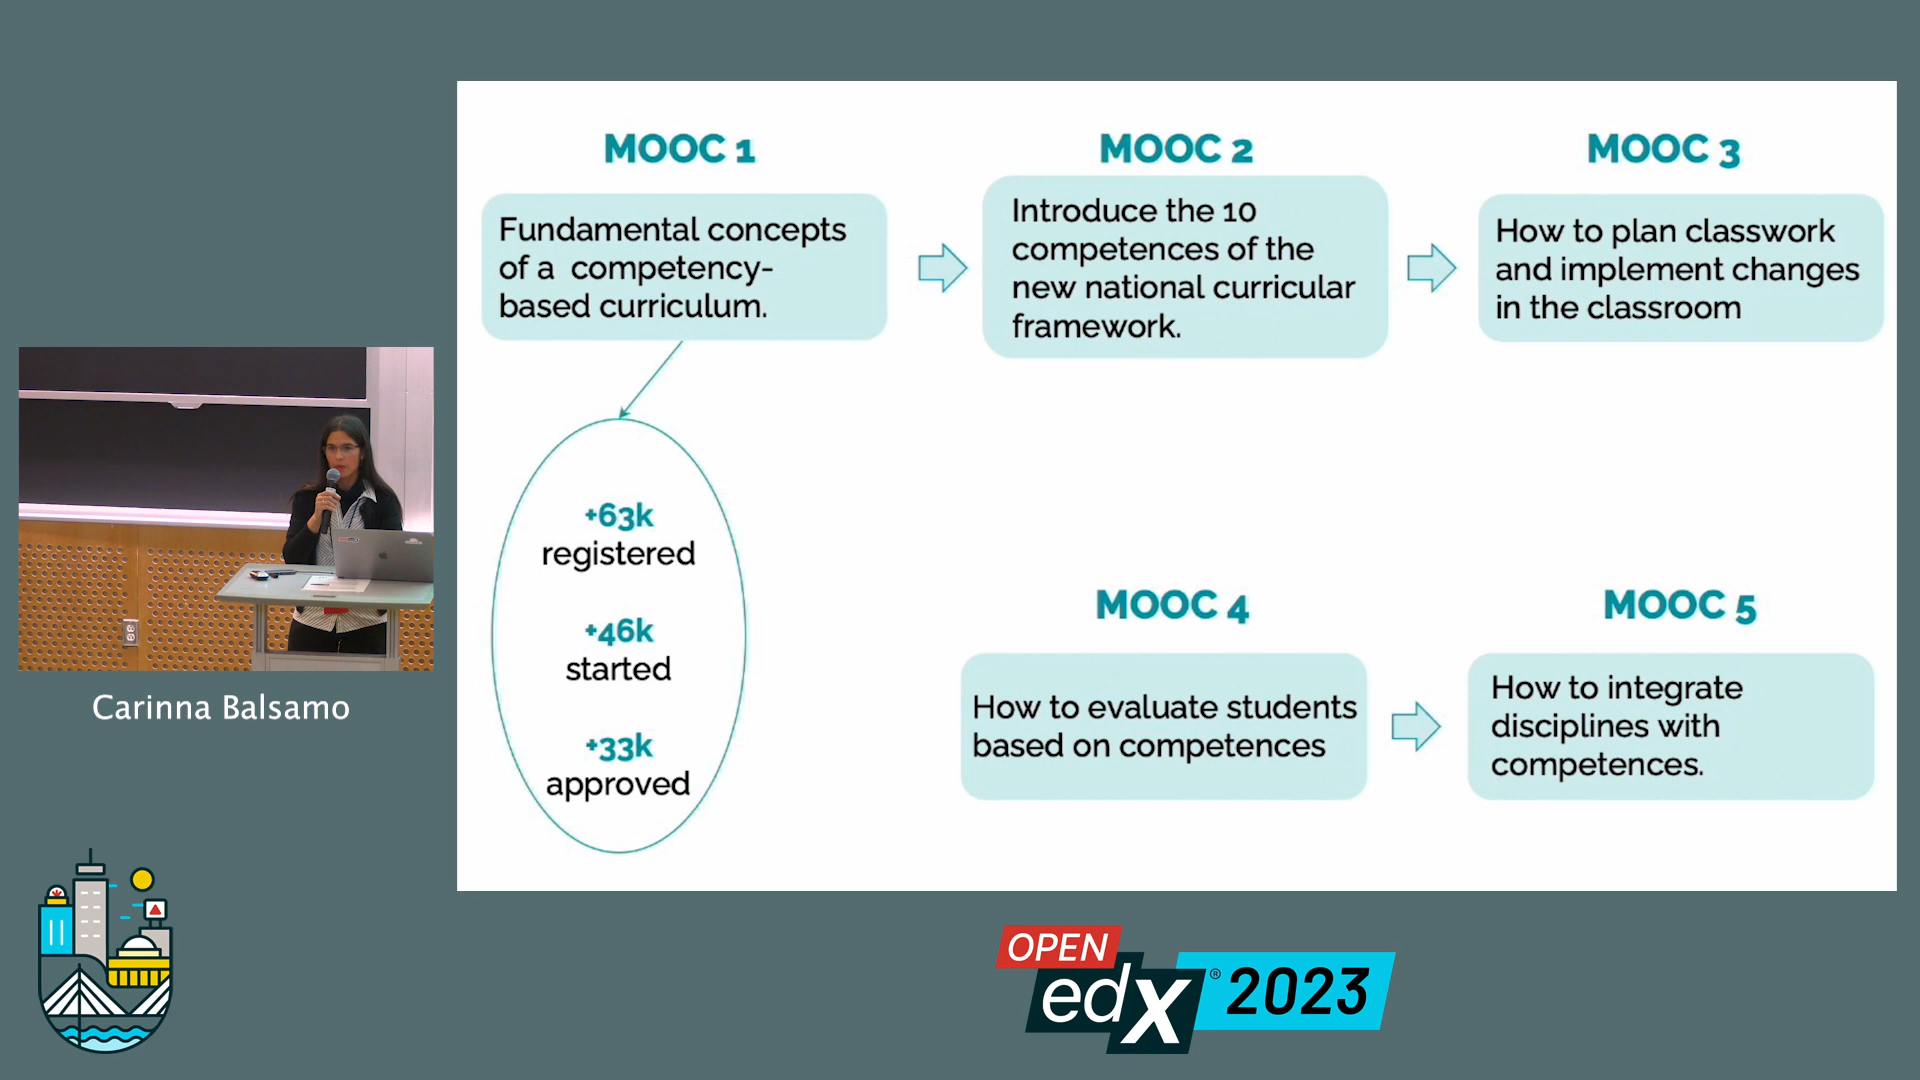 MOOC 1
Fundamental concepts
of a competency-
based curriculum.
MOOC 2
Introduce the 10
competences of the
new national curricular
framework.
MOOC 3
How to plan classwork
and implement changes
in the classroom
+63k
registered
+46k
started
+33k
approved
MOOC 4
How to evaluate students
based on competences
MOOC 5
How to integrate
disciplines with
competences.
Carinna Balsamo
OPEN
edX® 2023